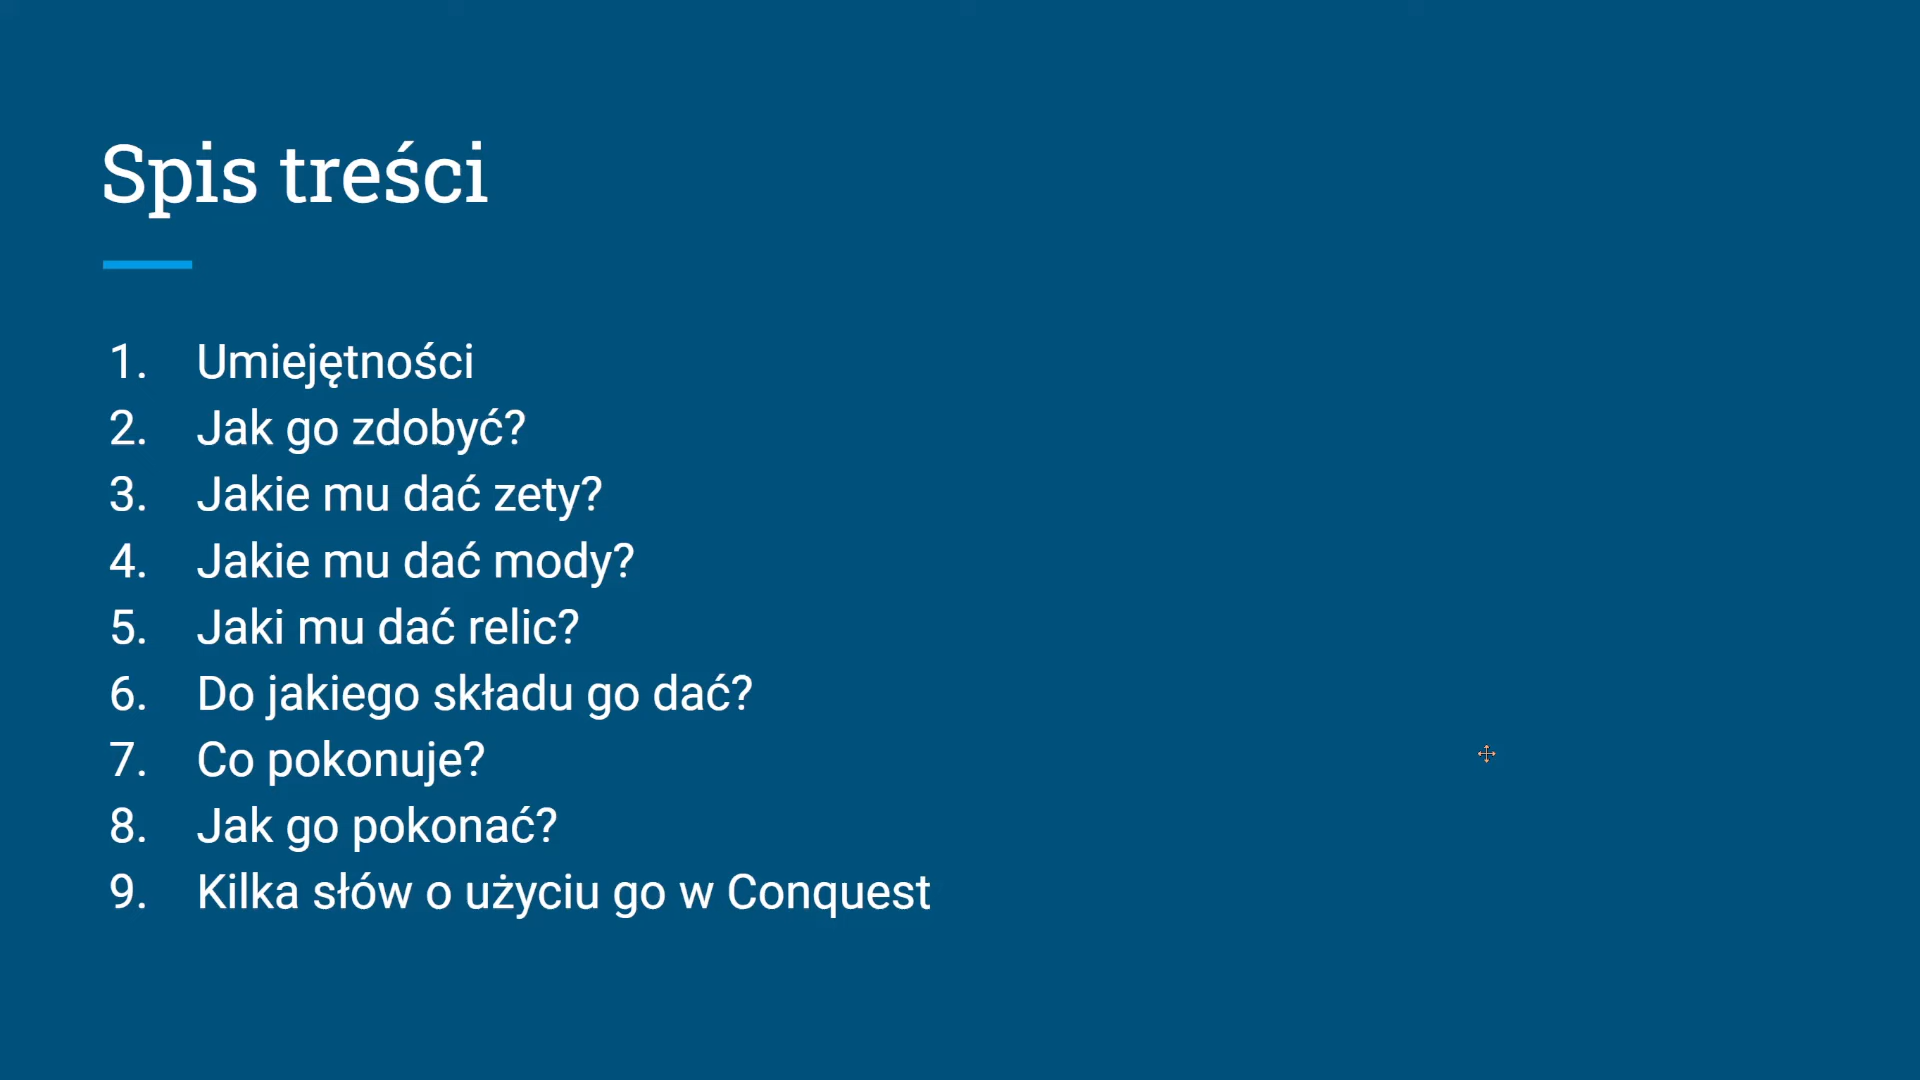 Spis treści
1. Umiejętności
2. Jak go zdobyć?
3. Jakie mu dać zety?
4. Jakie mu dać mody?
5. Jaki mu dać relic?
6. Do jakiego składu go dać?
7. Co pokonuje?
8. Jak go pokonać?
9. Kilka słów o użyciu go w Conquest